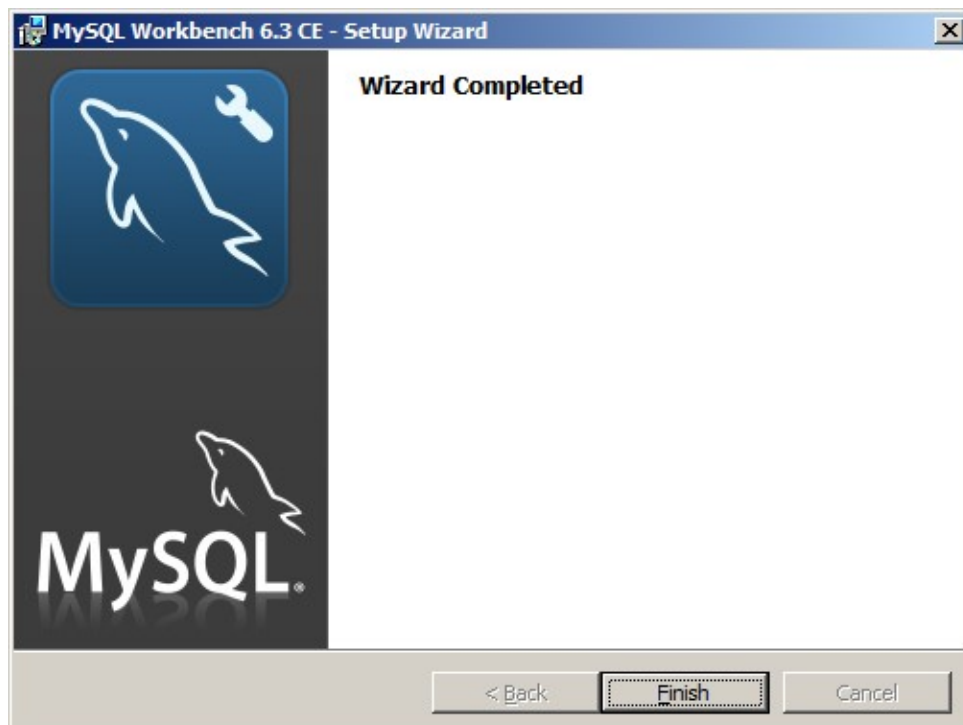 MySQL Workbench 6.3 CE - Setup Wizard
Wizard Completed
MySQL®
< Back
Finish
Cancel